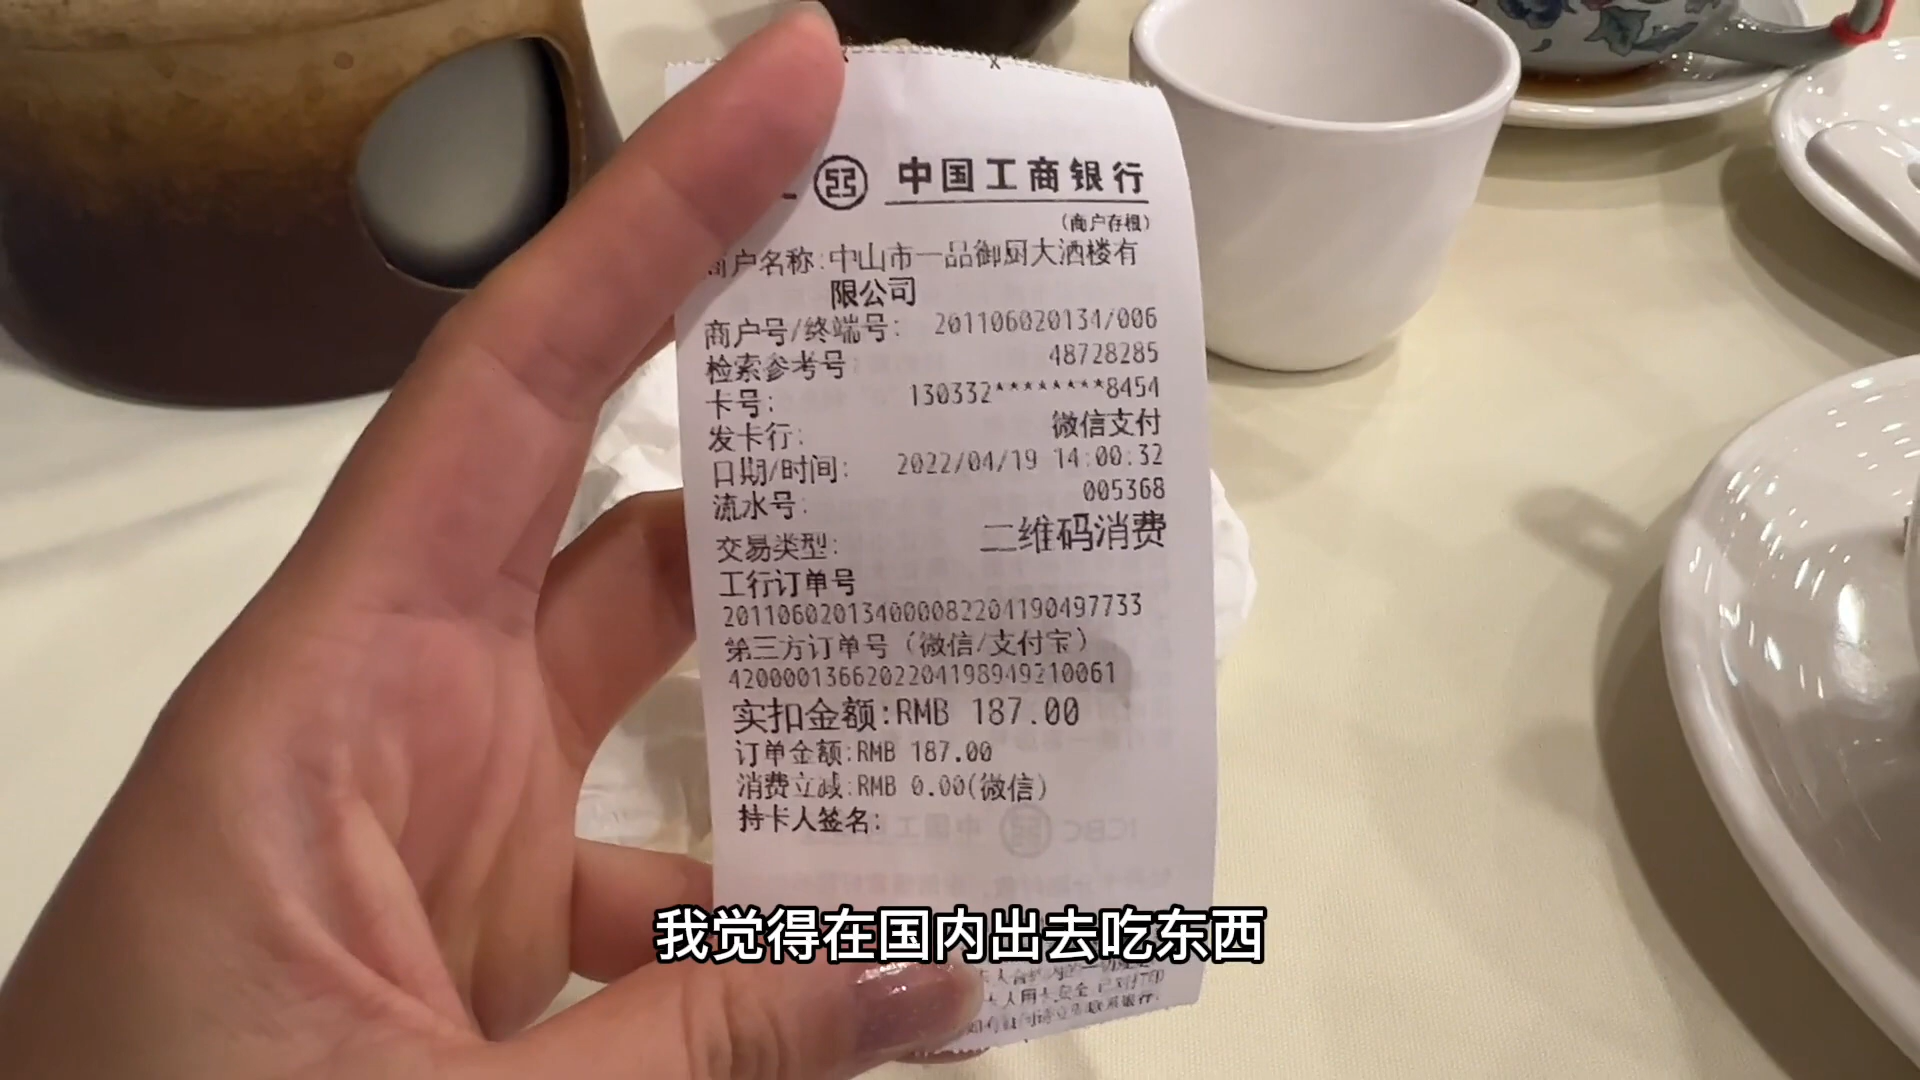 中国工商银行
(商户存根)
商户名称:中山市一品御厨大酒楼有
限公司
商户号/终端号: 201106020134/006
检索参考号 48728285
卡号: 130332********8454
发卡行: 微信支付
日期/时间: 2022/04/19 14:00:32
流水号: 005368
交易类型: 二维码消费
工行订单号
201106020134000082204190497733
第三方订单号(微信/支付宝)
4200001366202204198949210061
实扣金额:RMB 187.00
订单金额:RMB 187.00
消费立减:RMB 0.00(微信)
持卡人签名:
我觉得在国内出去吃东西